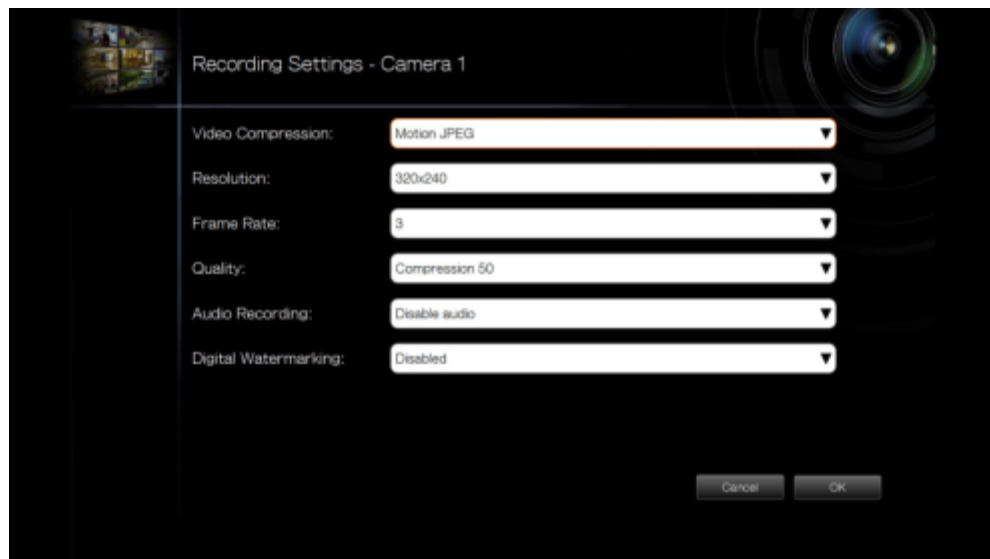 Recording Settings - Camera 1
Video Compression: Motion JPEG
Resolution: 320x240
Frame Rate: 3
Quality: Compression 50
Audio Recording: Disable audio
Digital Watermarking: Disabled
Cancel OK